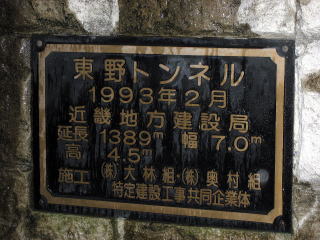 東野トンネル
1993年2月
近畿地方建設局
延長 1389m 幅 7.0m
高 4.5m
施工 ㈱大林組・㈱奥村組
特定建設工事共同企業体